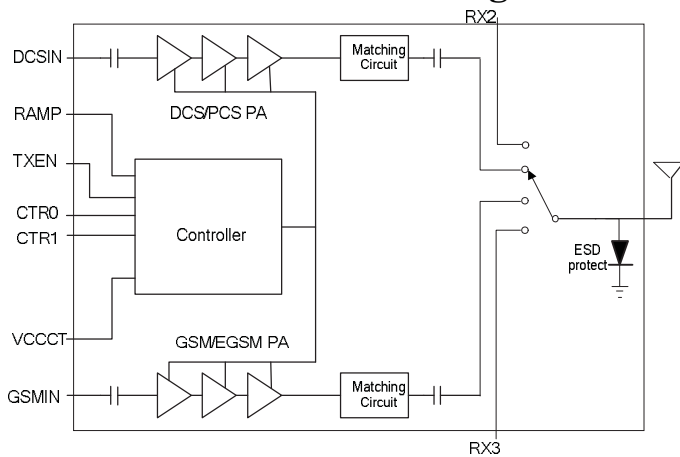 RX2
DCSIN
Matching
Circuit
RAMP
DCS/PCS PA
TXEN
CTR0
CTR1
Controller
ESD
protect
VCCCT
GSM/EGSM PA
GSMIN
Matching
Circuit
RX3